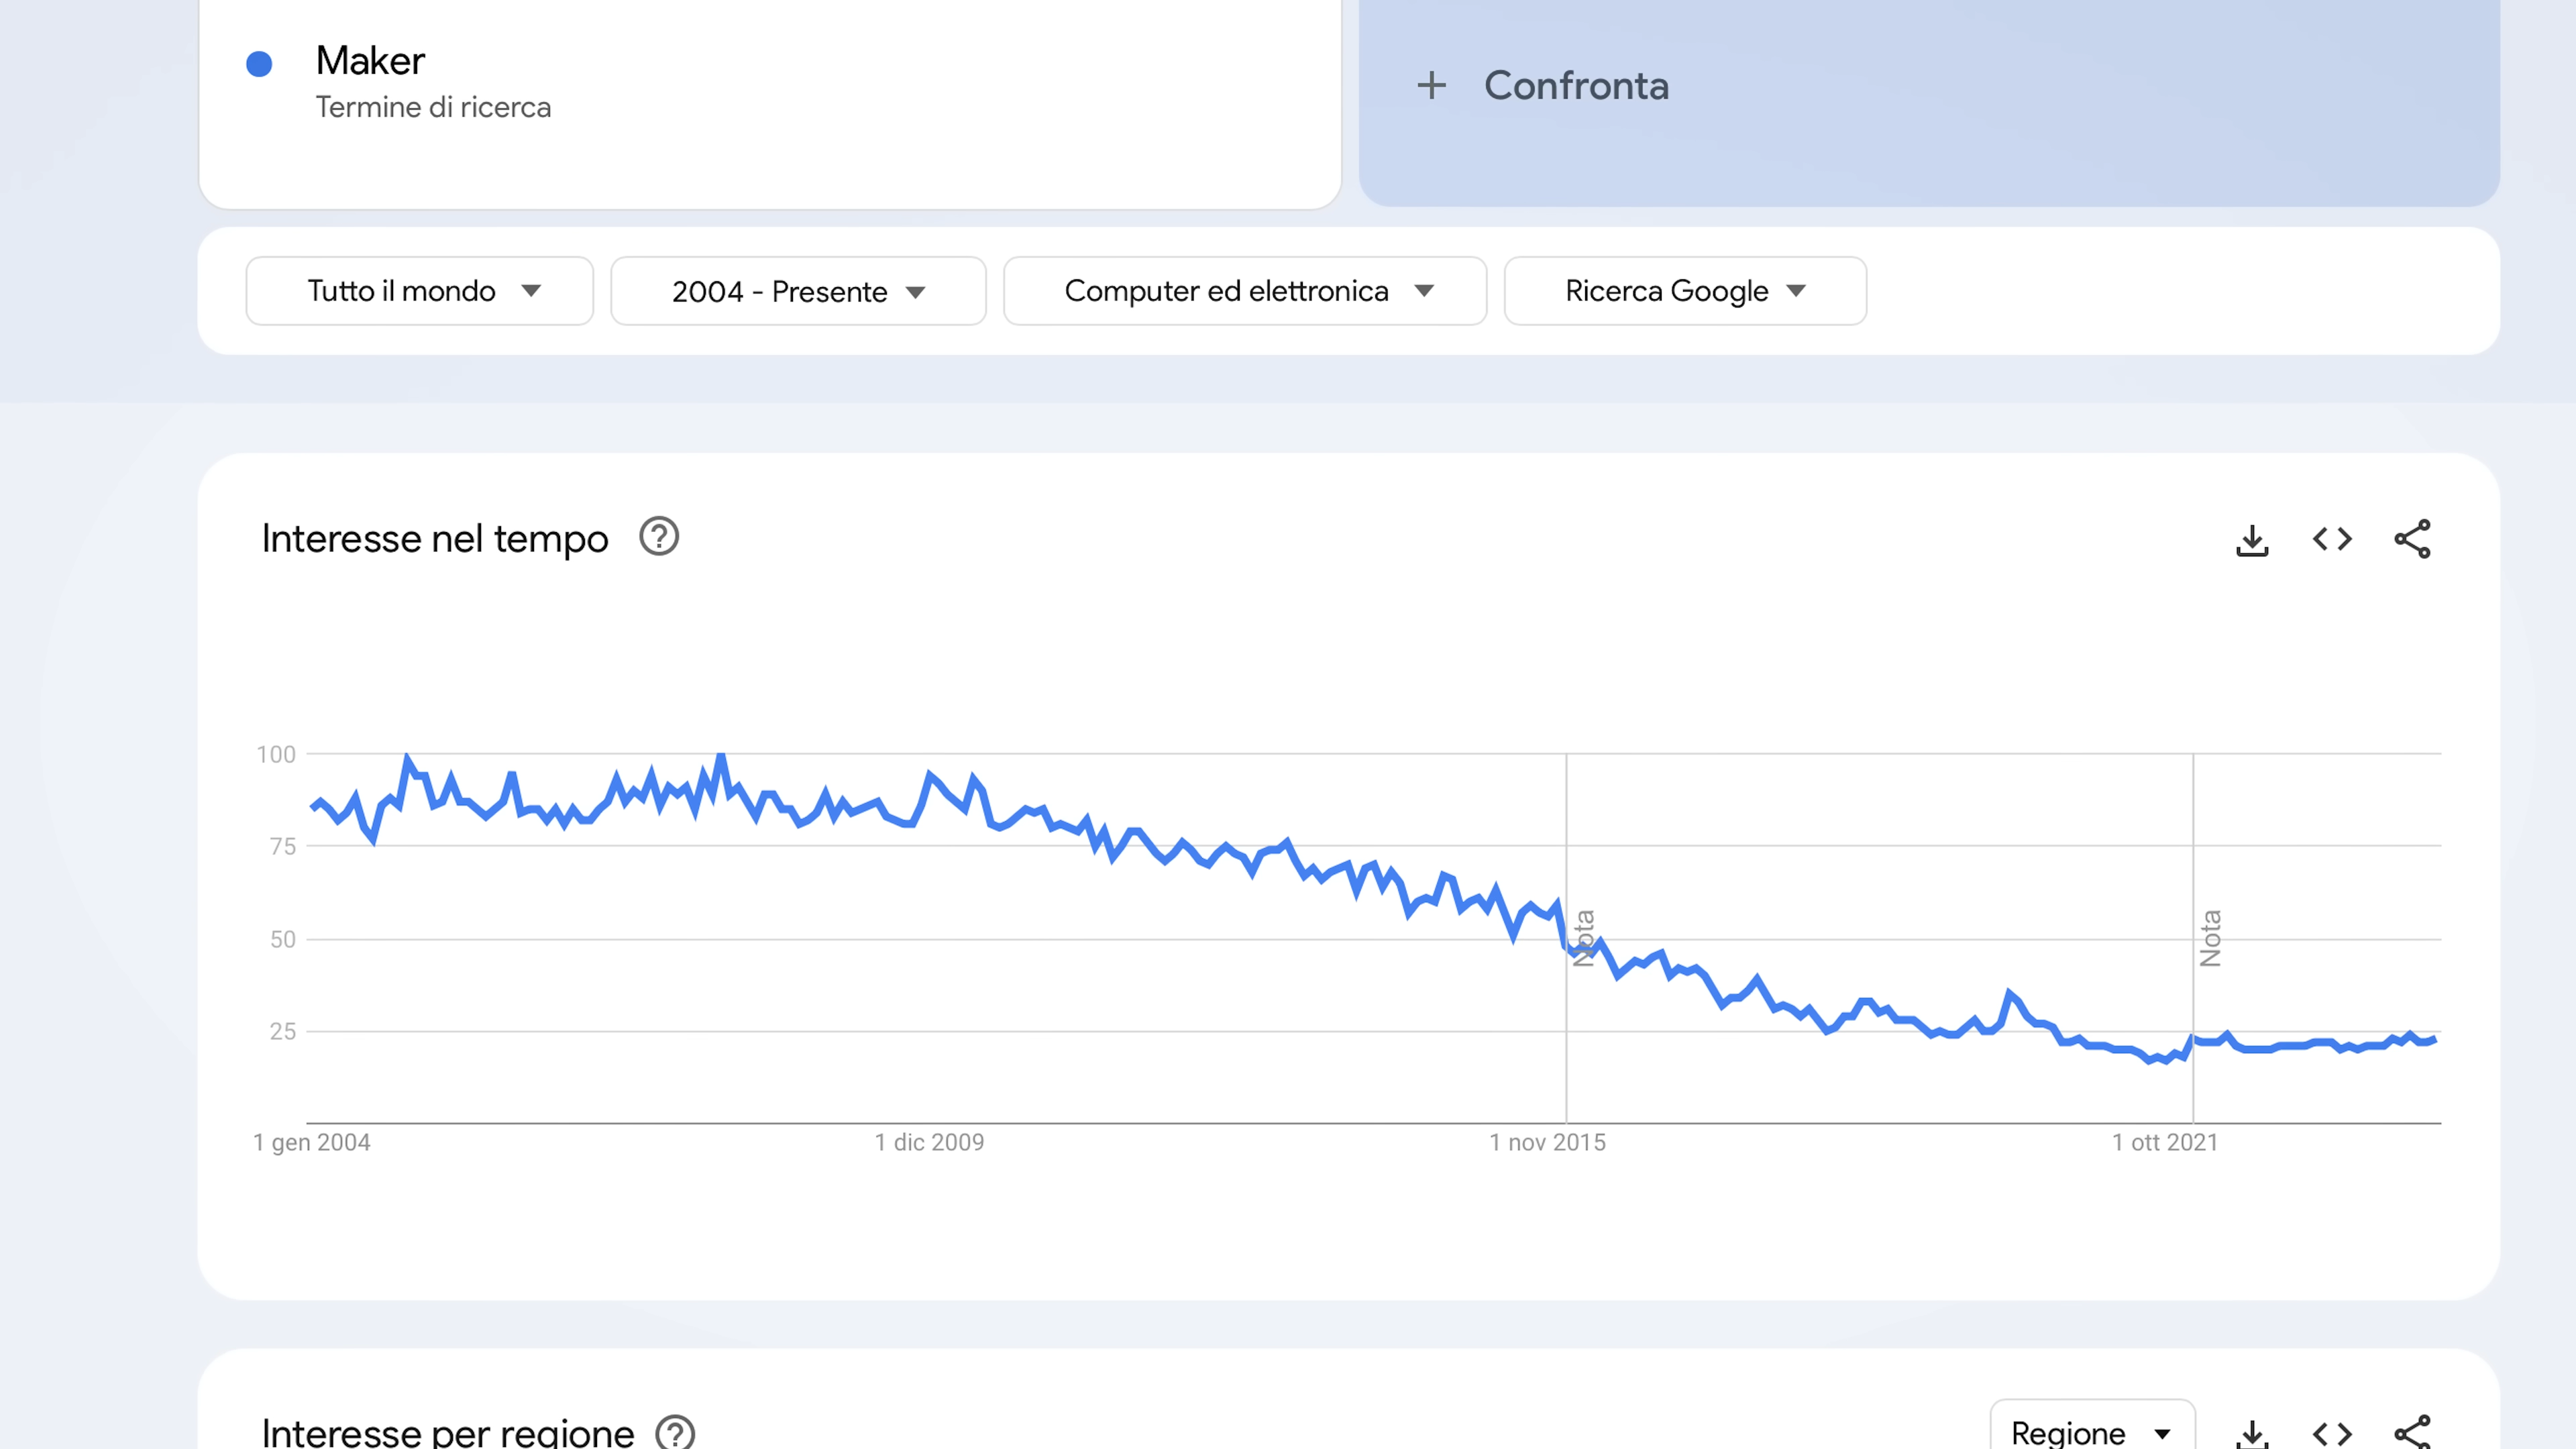 Maker
Termine di ricerca
+ Confronta
Tutto il mondo
2004 - Presente
Computer ed elettronica
Ricerca Google
Interesse nel tempo
100
75
50
25
Nota
Nota
1 gen 2004
1 dic 2009
1 nov 2015
1 ott 2021
Interesse per regione
Regione